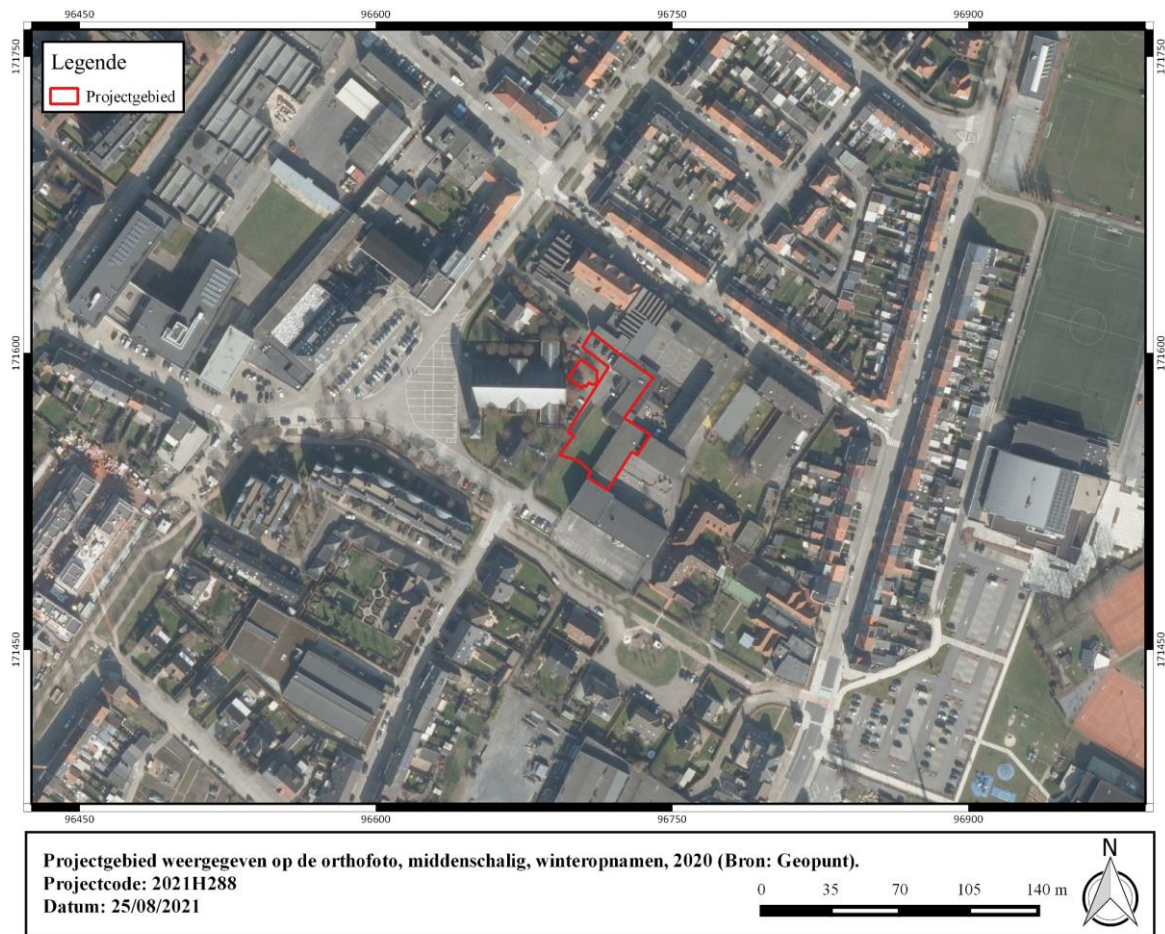 96450 96600 96750 96900
171750 171750
Legende
Projectgebied
171600 171600
171450 171450
96450 96600 96750 96900
Projectgebied weergegeven op de orthofoto, middenschalig, winteropnamen, 2020 (Bron: Geopunt).
Projectcode: 2021H288
Datum: 25/08/2021
0 35 70 105 140 m
N